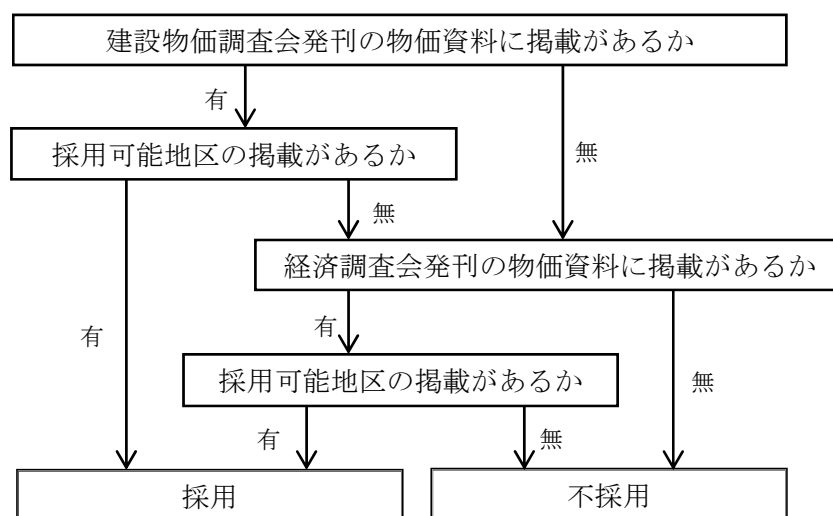 建設物価調査会発刊の物価資料に掲載があるか
有
採用可能地区の掲載があるか
無
無
経済調査会発刊の物価資料に掲載があるか
有
有
採用可能地区の掲載があるか
無
有
無
採用
不採用